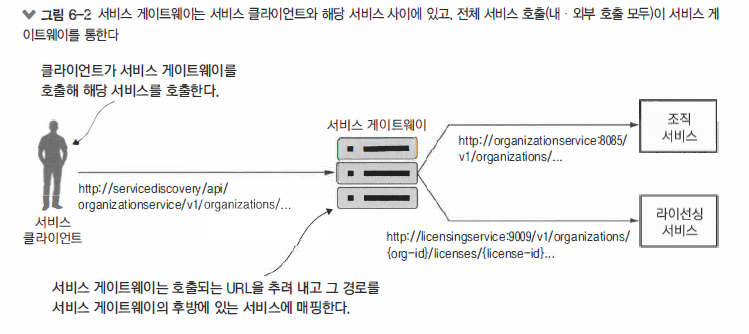 ▼ 그림 6-2 서비스 게이트웨이는 서비스 클라이언트와 해당 서비스 사이에 있고, 전체 서비스 호출(내·외부 호출 모두)이 서비스 게
이트웨이를 통한다
클라이언트가 서비스 게이트웨이를
호출해 해당 서비스를 호출한다.
서비스 게이트웨이
조직
서비스
http://organizationservice:8085/
v1/organizations/...
http://servicediscovery/api/
organizationservice/v1/organizations/...
서비스
클라이언트
라이선싱
서비스
http://licensingservice:9009/v1/organizations/
{org-id}/licenses/{license-id}...
서비스 게이트웨이는 호출되는 URL을 추려 내고 그 경로를
서비스 게이트웨이의 후방에 있는 서비스에 매핑한다.